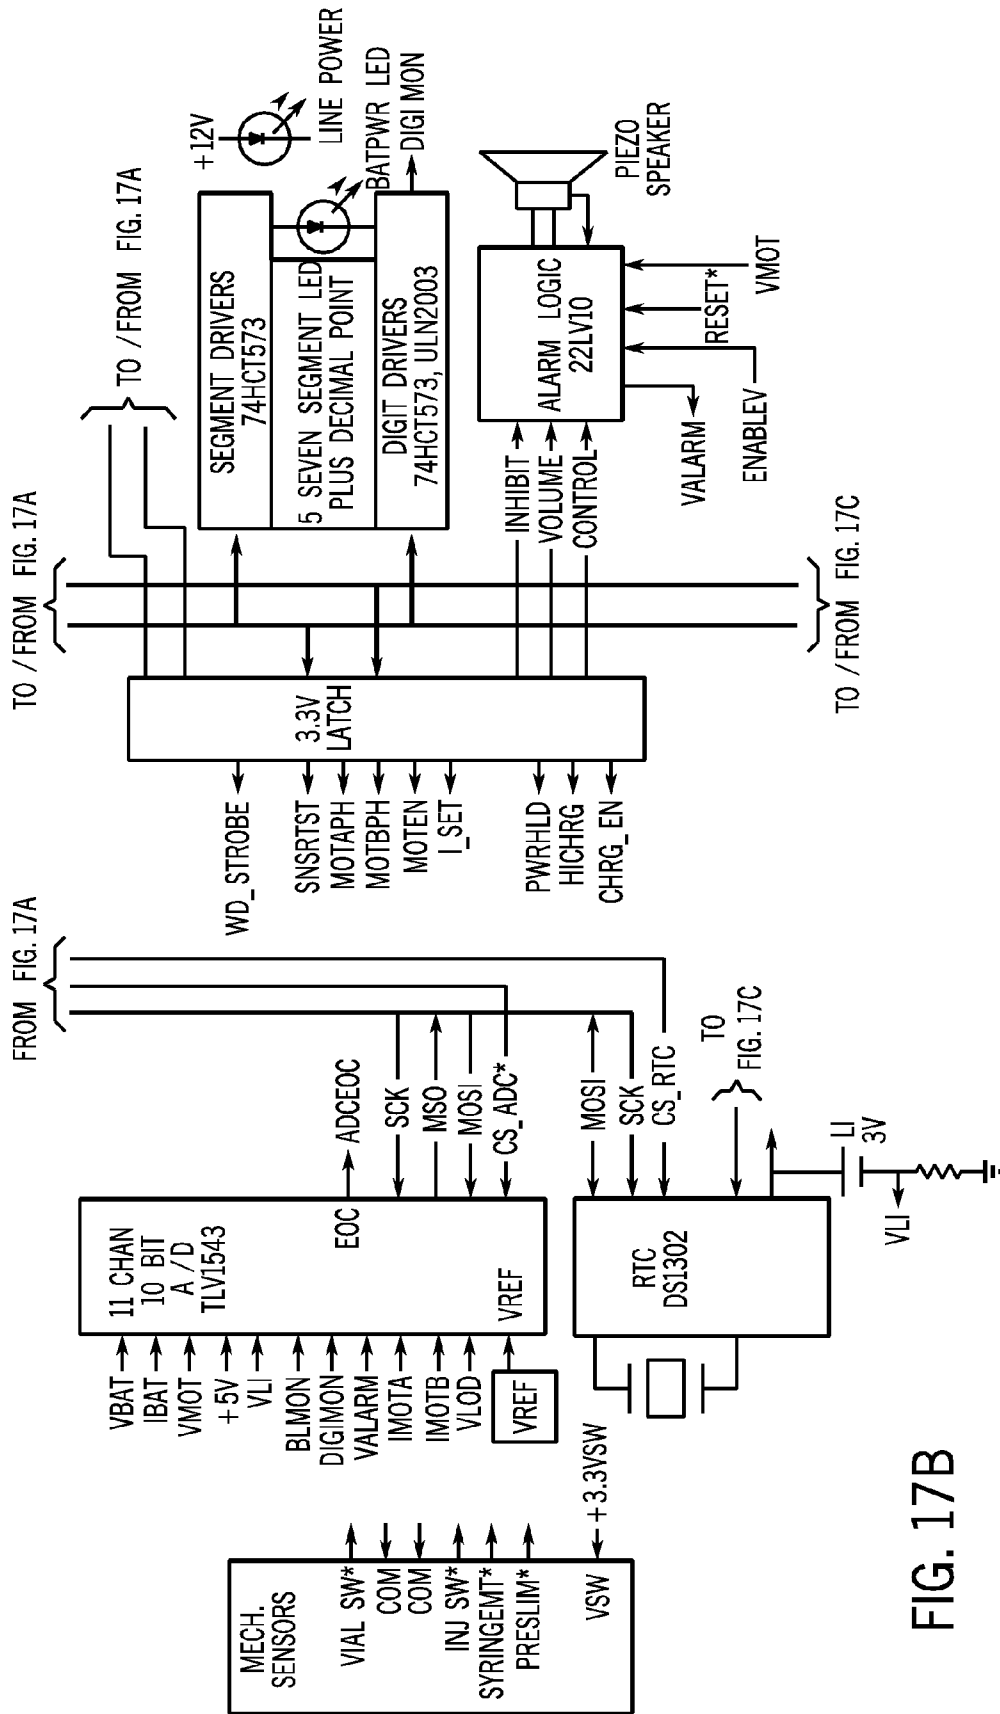 MECH.
SENSORS
VIAL SW*
COM
COM
INJ SW*
SYRINGEMT*
PRESLIM*
VSW
+3.3VSW
VBAT
IBAT
VMOT
+5V
VLI
BLMON
DIGIMON
VALARM
IMOTA
IMOTB
VLOD
VREF
11 CHAN
10 BIT
A/D
TLV1543
EOC
VREF
ADCEOC
SCK
MSO
MOSI
CS_ADC*
FROM FIG. 17A
RTC
DS1302
MOSI
SCK
CS_RTC
TO
FIG. 17C
LI
3V
VLI
WD_STROBE
SNSRTST
MOTAPH
MOTBPH
MOTEN
I_SET
PWRHLD
HICHRG
CHRG_EN
3.3V
LATCH
TO/FROM FIG. 17A
TO/FROM FIG. 17C
TO/FROM FIG. 17A
SEGMENT DRIVERS
74HCT573
5 SEVEN SEGMENT LED
PLUS DECIMAL POINT
DIGIT DRIVERS
74HCT573, ULN2003
+12V
LINE POWER
BATPWR LED
DIGI MON
INHIBIT
VOLUME
CONTROL
ALARM LOGIC
22LV10
VALARM
ENABLEV
RESET*
VMOT
PIEZO
SPEAKER
FIG. 17B